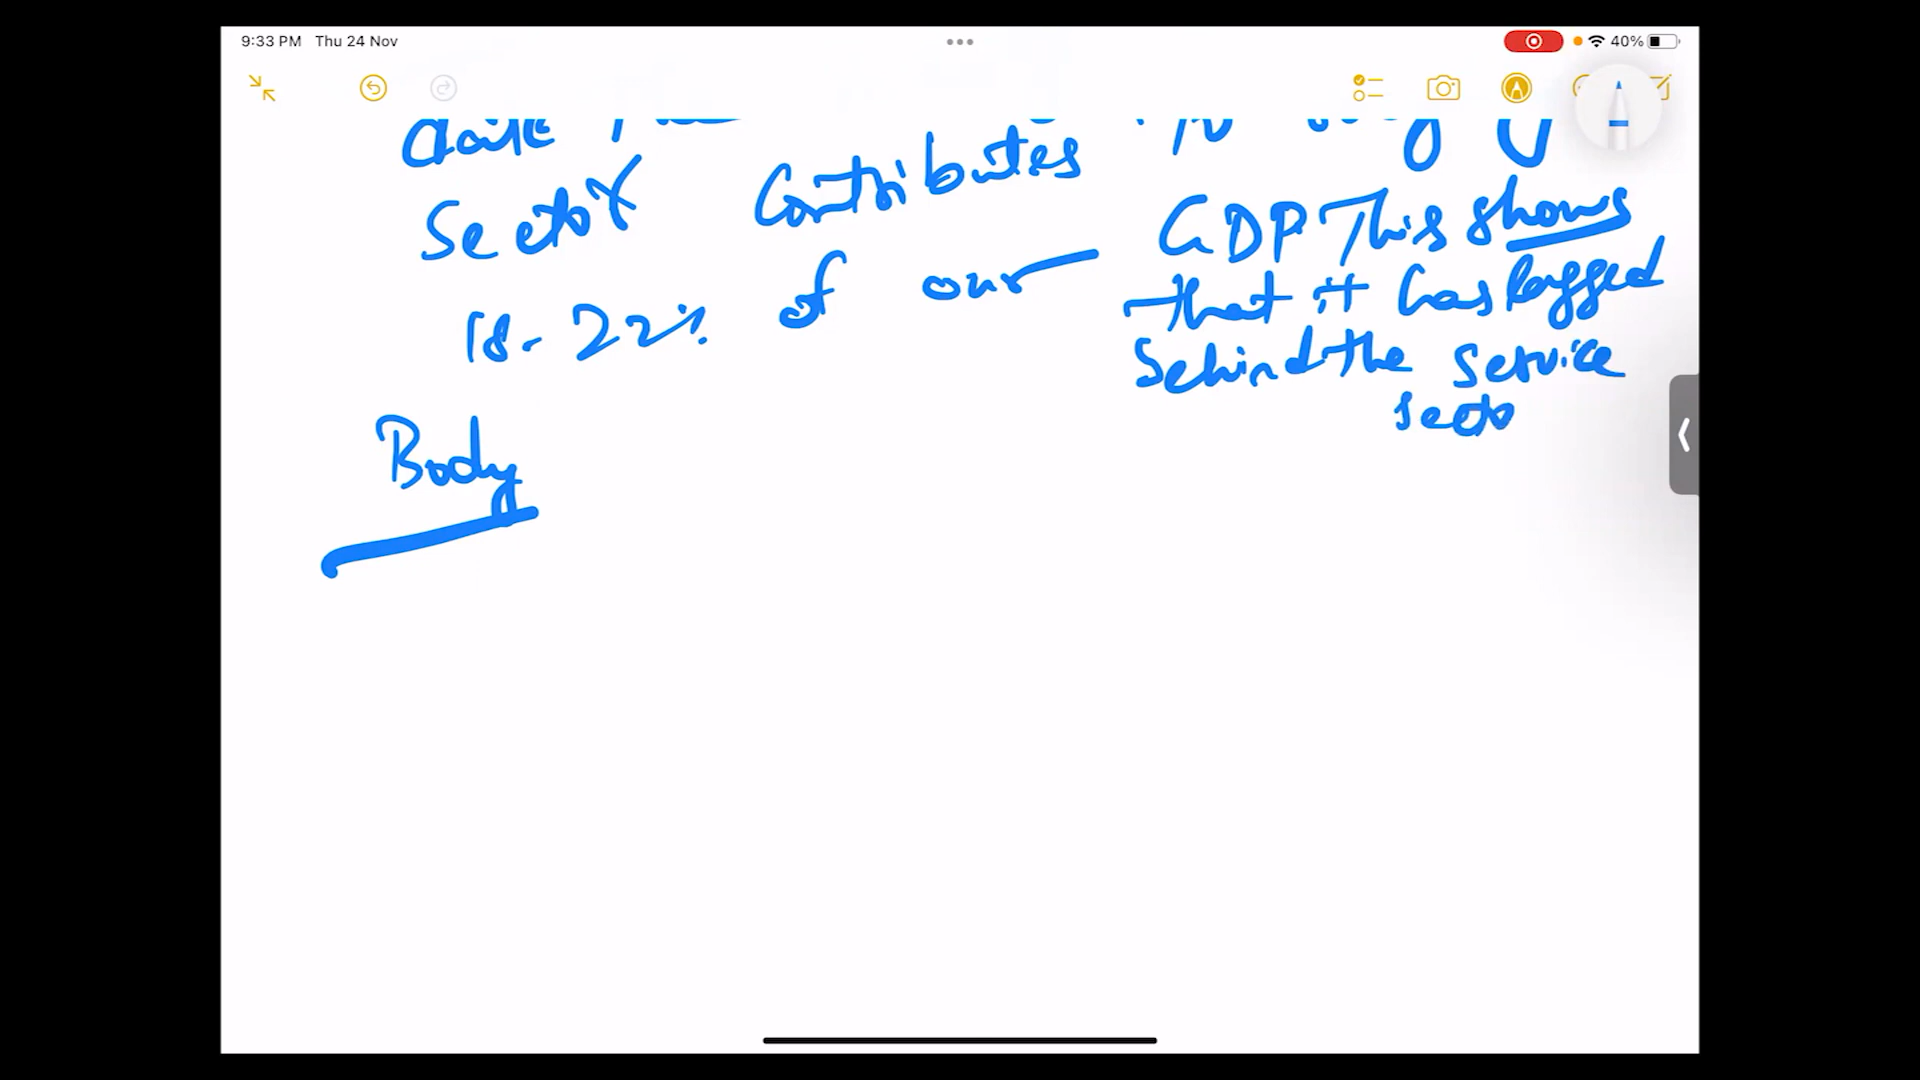 9:33 PM Thu 24 Nov
40%
Sector contributes
18-22% of our
GDP This shows
that it has lagged
behind the service
secto
Body